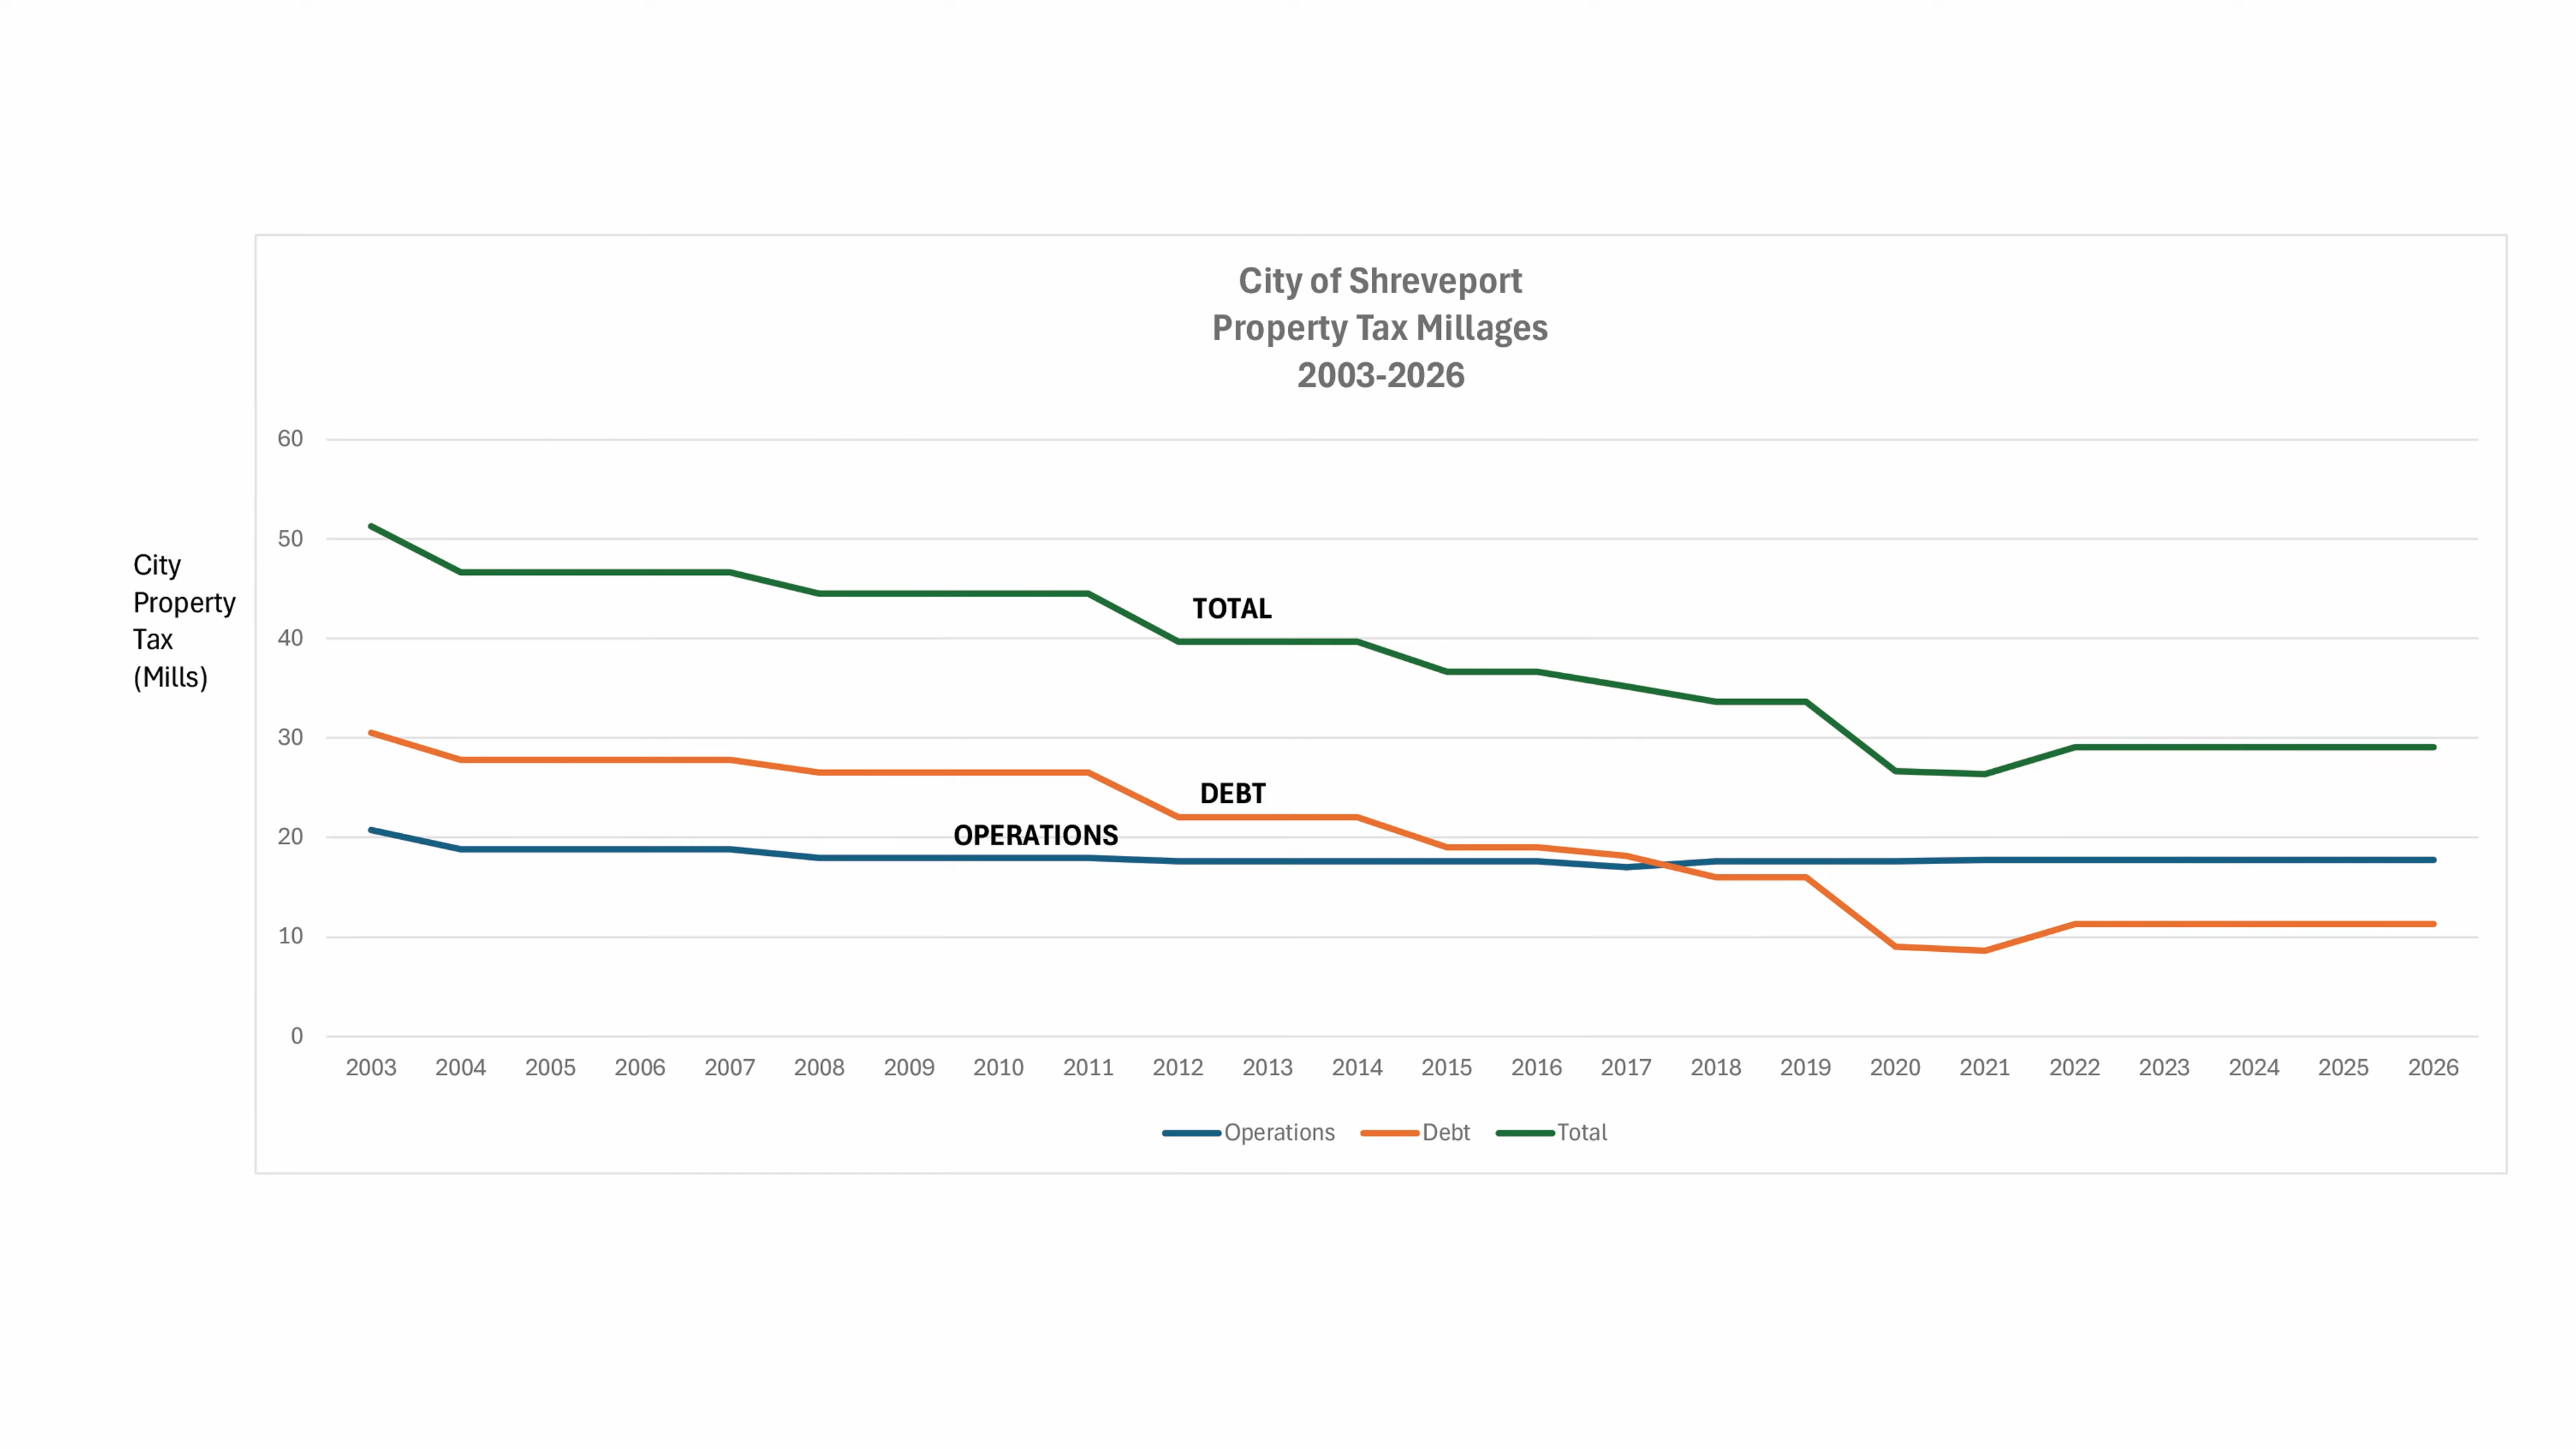 City of Shreveport
Property Tax Millages
2003-2026
City
Property
Tax
(Mills)
60
50
40
30
20
10
0
TOTAL
DEBT
OPERATIONS
2003 2004 2005 2006 2007 2008 2009 2010 2011 2012 2013 2014 2015 2016 2017 2018 2019 2020 2021 2022 2023 2024 2025 2026
Operations Debt Total